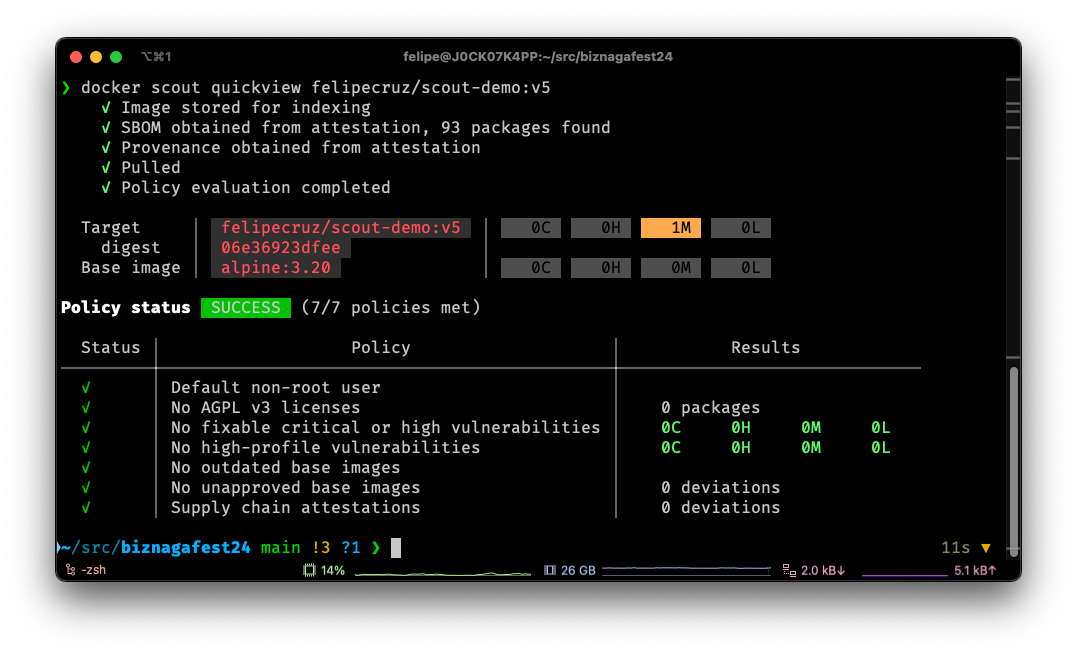 ⌥⌘1 felipe@J0CK07K4PP:~/src/biznagafest24
❯ docker scout quickview felipecruz/scout-demo:v5
✓ Image stored for indexing
✓ SBOM obtained from attestation, 93 packages found
✓ Provenance obtained from attestation
✓ Pulled
✓ Policy evaluation completed
Target │ felipecruz/scout-demo:v5 │ 0C 0H 1M 0L
digest │ 06e36923dfee │
Base image │ alpine:3.20 │ 0C 0H 0M 0L
Policy status SUCCESS (7/7 policies met)
Status │ Policy │ Results
✓ │ Default non-root user │
✓ │ No AGPL v3 licenses │ 0 packages
✓ │ No fixable critical or high vulnerabilities │ 0C 0H 0M 0L
✓ │ No high-profile vulnerabilities │ 0C 0H 0M 0L
✓ │ No outdated base images │
✓ │ No unapproved base images │ 0 deviations
✓ │ Supply chain attestations │ 0 deviations
~/src/biznagafest24 main !3 ?1 ❯ 11s ▼
-zsh 14% 26 GB 2.0 kB↓ 5.1 kB↑